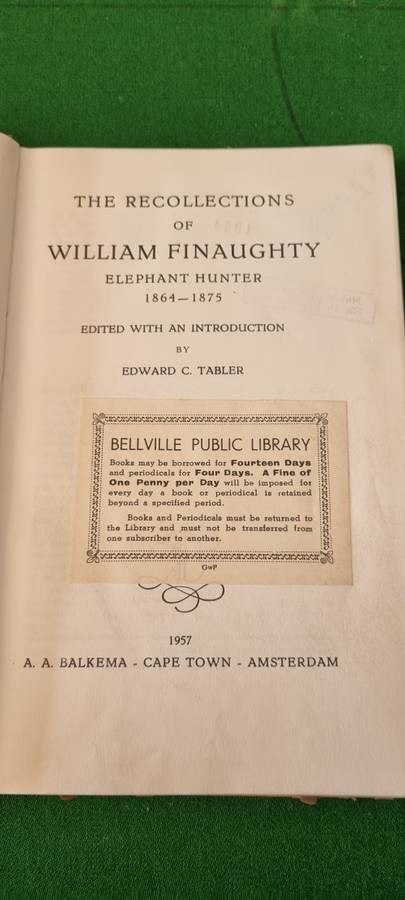 THE RECOLLECTIONS
OF
WILLIAM FINAUGHTY
ELEPHANT HUNTER
1864—1875
EDITED WITH AN INTRODUCTION
BY
EDWARD C. TABLER
BELLVILLE PUBLIC LIBRARY
Books may be borrowed for Fourteen Days
and periodicals for Four Days. A Fine of
One Penny per Day will be imposed for
every day a book or periodical is retained
beyond a specified period.
Books and Periodicals must be returned to
the Library and must not be transferred from
one subscriber to another.
GwP
1957
A. A. BALKEMA - CAPE TOWN - AMSTERDAM